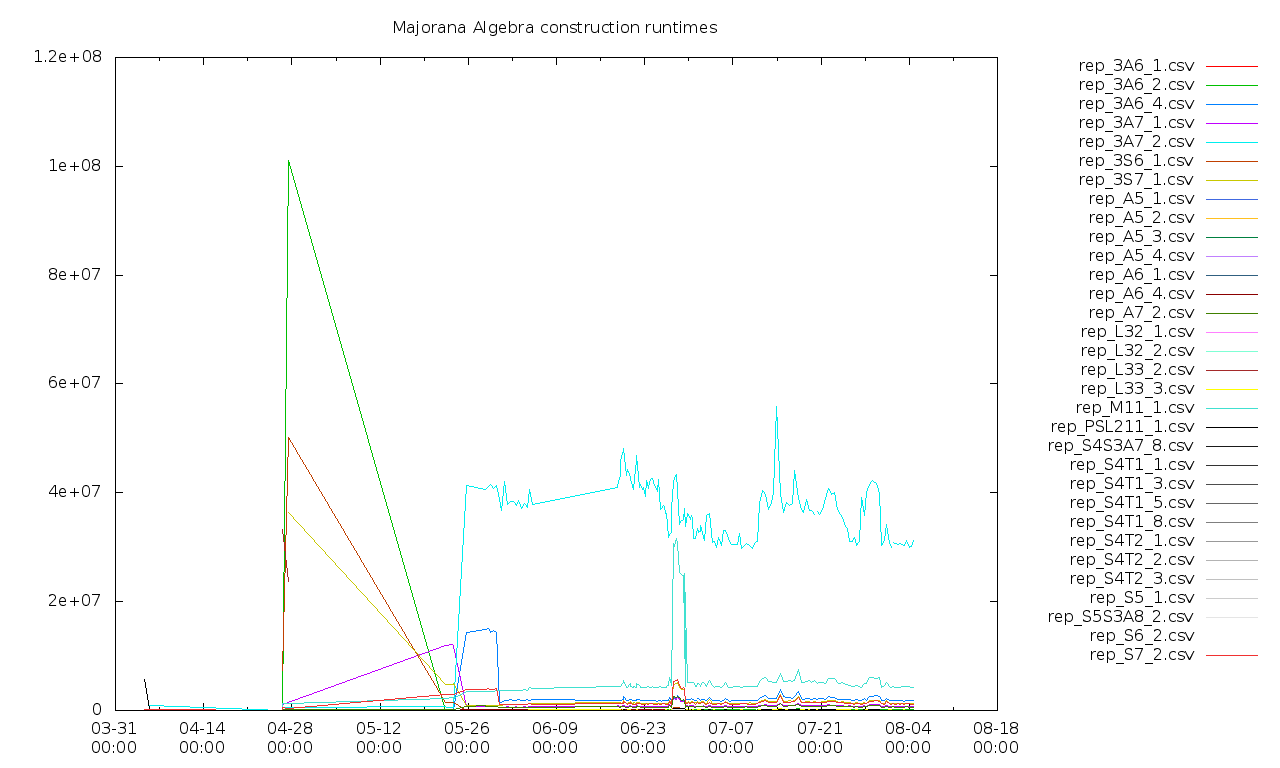 Majorana Algebra construction runtimes
1.2e+08
1e+08
8e+07
6e+07
4e+07
2e+07
0
03-31 04-14 04-28 05-12 05-26 06-09 06-23 07-07 07-21 08-04 08-18
00:00 00:00 00:00 00:00 00:00 00:00 00:00 00:00 00:00 00:00 00:00
rep_3A6_1.csv
rep_3A6_2.csv
rep_3A6_4.csv
rep_3A7_1.csv
rep_3A7_2.csv
rep_3S6_1.csv
rep_3S7_1.csv
rep_A5_1.csv
rep_A5_2.csv
rep_A5_3.csv
rep_A5_4.csv
rep_A6_1.csv
rep_A6_4.csv
rep_A7_2.csv
rep_L32_1.csv
rep_L32_2.csv
rep_L33_2.csv
rep_L33_3.csv
rep_M11_1.csv
rep_PSL211_1.csv
rep_S4S3A7_8.csv
rep_S4T1_1.csv
rep_S4T1_3.csv
rep_S4T1_5.csv
rep_S4T1_8.csv
rep_S4T2_1.csv
rep_S4T2_2.csv
rep_S4T2_3.csv
rep_S5_1.csv
rep_S5S3A8_2.csv
rep_S6_2.csv
rep_S7_2.csv